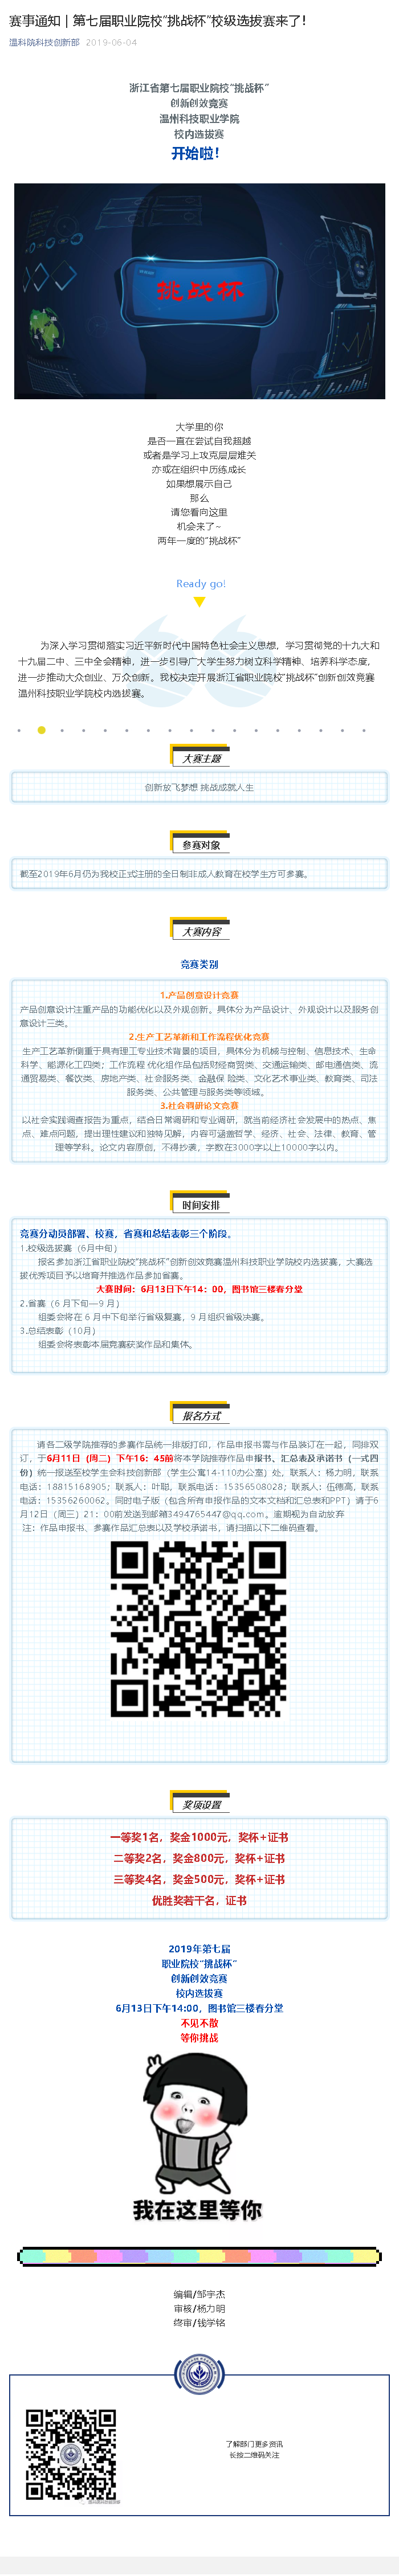 赛事通知 | 第七届职业院校“挑战杯”校级选拔赛来了！
温科院科技创新部 2019-06-04
浙江省第七届职业院校“挑战杯”
创新创效竞赛
温州科技职业学院
校内选拔赛
开始啦！
挑战杯
大学里的你
是否一直在尝试自我超越
或者是学习上攻克层层难关
亦或在组织中历练成长
如果想展示自己
那么
请您看向这里
机会来了~
两年一度的“挑战杯”
Ready go!
为深入学习贯彻落实习近平新时代中国特色社会主义思想，学习贯彻党的十九大和
十九届二中、三中全会精神，进一步引导广大学生努力树立科学精神、培养科学态度，
进一步推动大众创业、万众创新。我校决定开展浙江省职业院校“挑战杯”创新创效竞赛
温州科技职业学院校内选拔赛。
大赛主题
创新放飞梦想 挑战成就人生
参赛对象
截至2019年6月仍为我校正式注册的全日制非成人教育在校学生方可参赛。
大赛内容
竞赛类别
1.产品创意设计竞赛
产品创意设计注重产品的功能优化以及外观创新。具体分为产品设计、外观设计以及服务创
意设计三类。
2.生产工艺革新和工作流程优化竞赛
生产工艺革新侧重于具有理工专业技术背景的项目，具体分为机械与控制、信息技术、生命
科学、能源化工四类；工作流程 优化组作品包括财经商贸类、交通运输类、邮电通信类、流
通贸易类、餐饮类、房地产类、社会服务类、金融保 险类、文化艺术事业类、教育类、司法
服务类、公共管理与服务类等领域。
3.社会调研论文竞赛
以社会实践调查报告为重点，结合日常调研和专业调研，就当前经济社会发展中的热点、焦
点、难点问题，提出理性建议和独特见解，内容可涵盖哲学、经济、社会、法律、教育、管
理等学科。论文内容原创，不得抄袭，字数在3000字以上10000字以内。
时间安排
竞赛分动员部署、校赛，省赛和总结表彰三个阶段。
1.校级选拔赛（6月中旬）
报名参加浙江省职业院校“挑战杯”创新创效竞赛温州科技职业学院校内选拔赛，大赛选
拔优秀项目予以培育并推选作品参加省赛。
大赛时间：6月13日下午14：00，图书馆三楼春分堂
2.省赛（6 月下旬—9 月）
组委会将在 6 月中下旬举行省级复赛，9 月组织省级决赛。
3.总结表彰（10月）
组委会将表彰本届竞赛获奖作品和集体。
报名方式
请各二级学院推荐的参赛作品统一排版打印，作品申报书需与作品装订在一起，同排双
订，于6月11日（周二）下午16：45前将本学院推荐作品申报书、汇总表及承诺书（一式四
份）统一报送至校学生会科技创新部（学生公寓14-110办公室）处，联系人：杨力明，联系
电话：18815168905；联系人：叶聪，联系电话：15356508028；联系人：伍德高，联系
电话：15356260062。同时电子版（包含所有申报作品的文本文档和汇总表和PPT）请于6
月12日（周三）21：00前发送到邮箱3494765447@qq.com。逾期视为自动放弃
注：作品申报书、参赛作品汇总表以及学校承诺书，请扫描以下二维码查看。
奖项设置
一等奖1名，奖金1000元，奖杯+证书
二等奖2名，奖金800元，奖杯+证书
三等奖4名，奖金500元，奖杯+证书
优胜奖若干名，证书
2019年第七届
职业院校“挑战杯”
创新创效竞赛
校内选拔赛
6月13日下午14:00，图书馆三楼春分堂
不见不散
等你挑战
我在这里等你
编辑/邹宇杰
审核/杨力明
终审/钱学铭
了解部门更多资讯
长按二维码关注